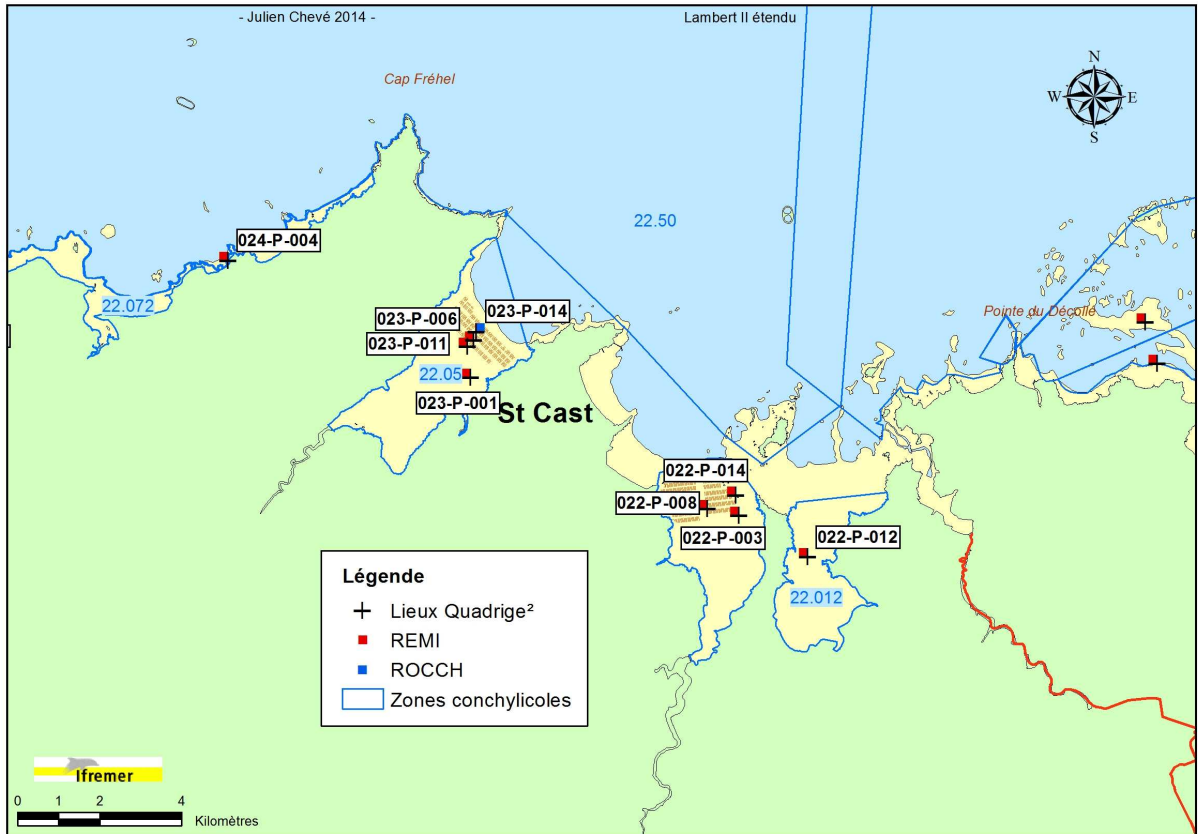 - Julien Chevé 2014 -
Lambert II étendu
Cap Fréhel
N
W
E
S
22.50
024-P-004
22.072
023-P-006
023-P-014
023-P-011
22.05
023-P-001
St Cast
Pointe du Décollé
022-P-014
022-P-008
022-P-003
022-P-012
22.012
Légende
Lieux Quadrige²
REMI
ROCCH
Zones conchylicoles
Ifremer
0 1 2 4
Kilomètres